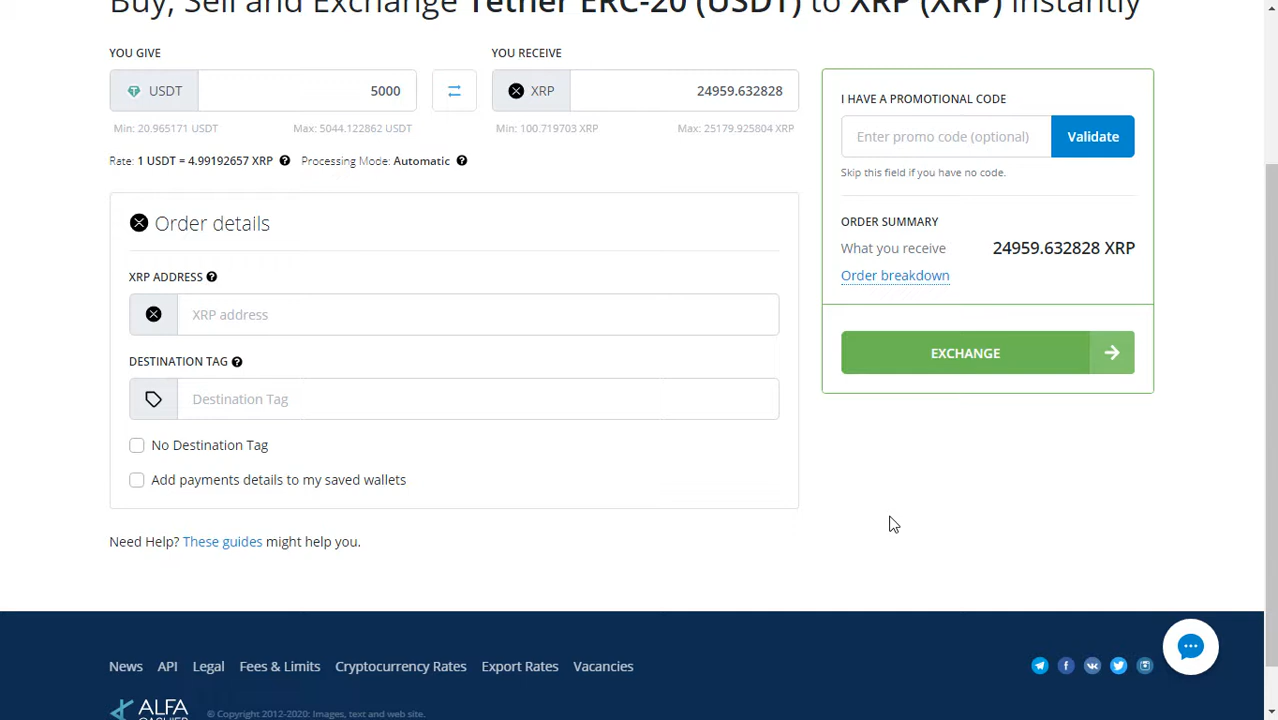 Buy, Sell and Exchange Tether ERC-20 (USDT) to XRP (XRP) Instantly
YOU GIVE
YOU RECEIVE
USDT
5000
XRP
24959.632828
Min: 20.965171 USDT
Max: 5044.122862 USDT
Min: 100.719703 XRP
Max: 25179.925804 XRP
Rate: 1 USDT = 4.99192657 XRP
Processing Mode: Automatic
Order details
XRP ADDRESS
XRP address
DESTINATION TAG
Destination Tag
No Destination Tag
Add payments details to my saved wallets
Need Help? These guides might help you.
I HAVE A PROMOTIONAL CODE
Enter promo code (optional)
Validate
Skip this field if you have no code.
ORDER SUMMARY
What you receive
24959.632828 XRP
Order breakdown
EXCHANGE
News
API
Legal
Fees & Limits
Cryptocurrency Rates
Export Rates
Vacancies
ALFA
CASHIER
© Copyright 2012-2020: Images, text and web site.